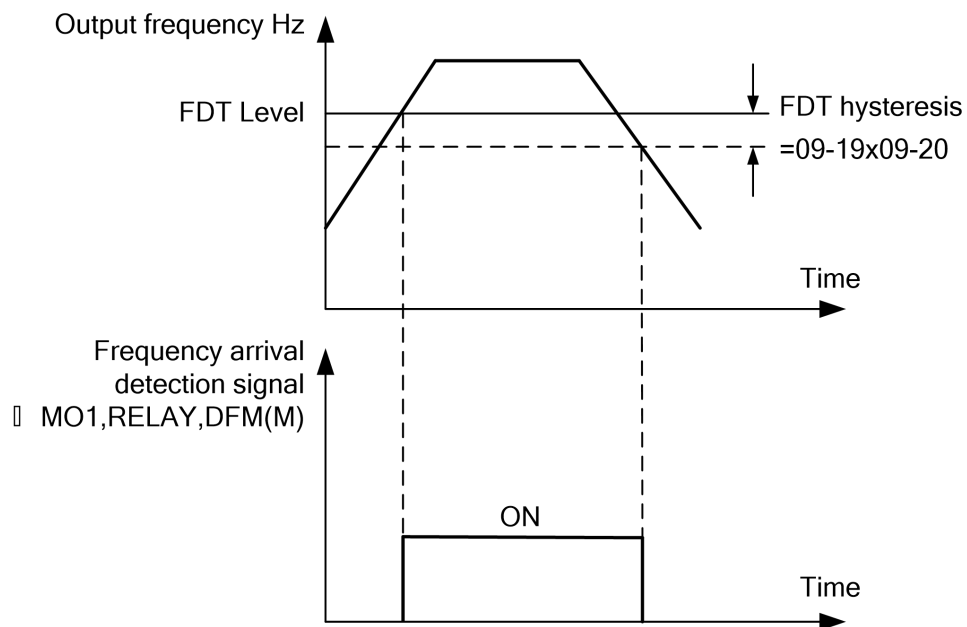 Output frequency Hz
FDT Level
FDT hysteresis
=09-19x09-20
Time
Frequency arrival
detection signal
▯ MO1,RELAY,DFM(M)
ON
Time